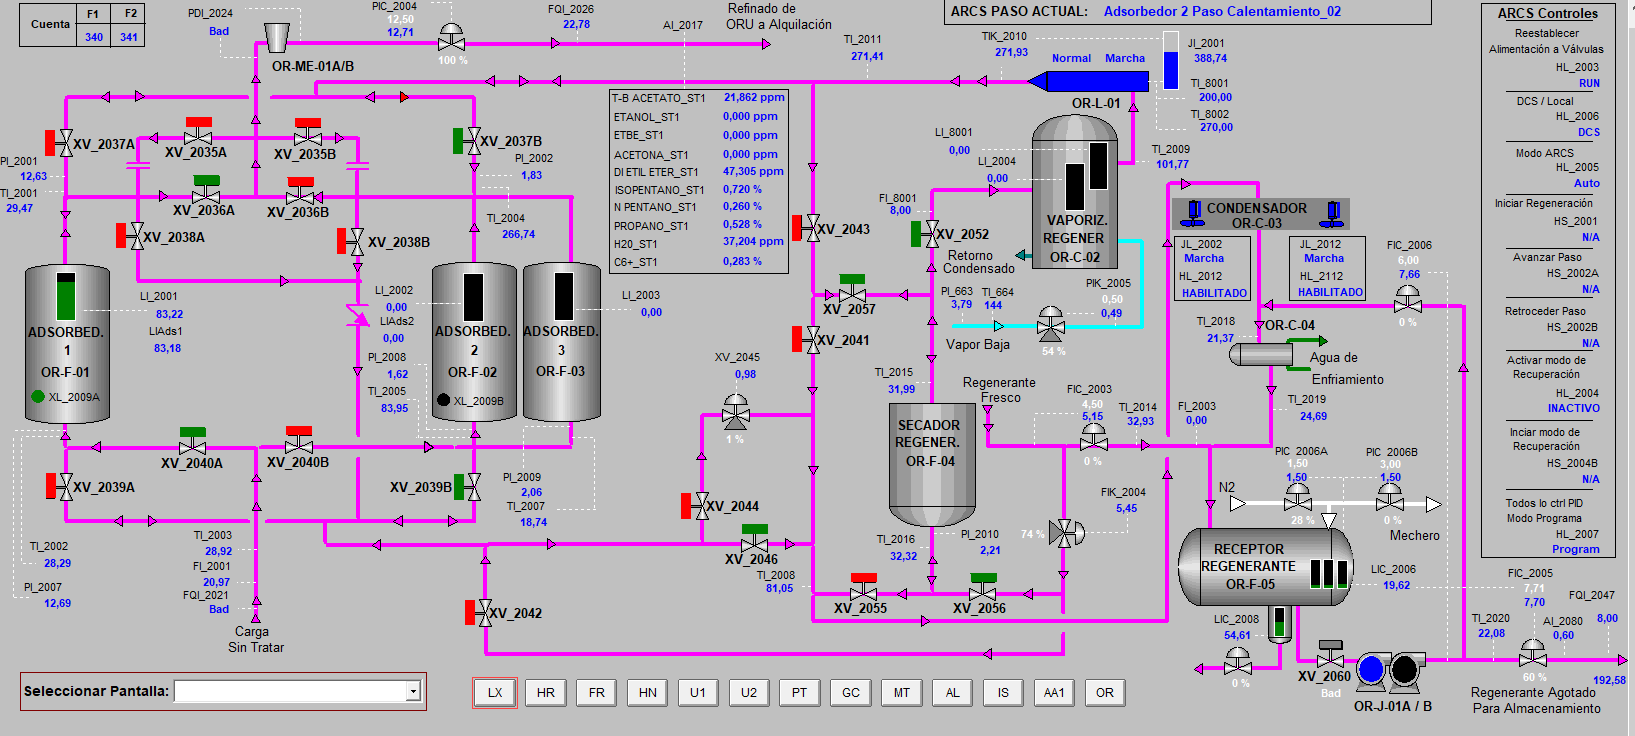 Cuenta F1 F2
340 341
PDI_2024
Bad
PIC_2004
12,50
12,71
100 %
FQI_2026
22,78
Refinado de
ORU a Alquilación
AI_2017
OR-ME-01A/B
ARCS PASO ACTUAL: Adsorbedor 2 Paso Calentamiento_02
TI_2011
271,41
TIK_2010
271,93
Normal Marcha
JI_2001
388,74
TI_8001
200,00
TI_8002
270,00
OR-L-01
T-B ACETATO_ST1 21,862 ppm
ETANOL_ST1 0,000 ppm
ETBE_ST1 0,000 ppm
ACETONA_ST1 0,000 ppm
DI ETIL ETER_ST1 47,305 ppm
ISOPENTANO_ST1 0,720 %
N PENTANO_ST1 0,260 %
PROPANO_ST1 0,528 %
H20_ST1 37,204 ppm
C6+_ST1 0,283 %
XV_2037A
XV_2035A
XV_2035B
XV_2037B
PI_2001
12,63
TI_2001
29,47
PI_2002
1,83
XV_2036A
XV_2036B
TI_2004
266,74
XV_2038A
XV_2038B
LI_2001
83,22
LIAds1
83,18
LI_2002
0,00
LIAds2
0,00
LI_2003
0,00
ADSORBED.
1
OR-F-01
XL_2009A
ADSORBED.
2
OR-F-02
XL_2009B
ADSORBED.
3
OR-F-03
PI_2008
1,62
TI_2005
83,95
XV_2040A
XV_2040B
XV_2039A
XV_2039B
PI_2009
2,06
TI_2007
18,74
TI_2002
28,29
PI_2007
12,69
TI_2003
28,92
FI_2001
20,97
FQI_2021
Bad
Carga
Sin Tratar
XV_2043
XV_2057
XV_2041
XV_2045
0,98
1 %
XV_2044
XV_2046
TI_2008
81,05
XV_2042
LI_8001
0,00
LI_2004
0,00
TI_2009
101,77
FI_8001
8,00
XV_2052
VAPORIZ.
REGENER
OR-C-02
Retorno
Condensado
PI_663
3,79
TI_664
144
PIK_2005
0,50
0,49
54 %
Vapor Baja
TI_2015
31,99
SECADOR
REGENER.
OR-F-04
Regenerante
Fresco
FIC_2003
4,50
5,15
0 %
TI_2014
32,93
FI_2003
0,00
TI_2016
32,32
PI_2010
2,21
74 %
FIK_2004
5,45
XV_2055
XV_2056
CONDENSADOR
OR-C-03
JL_2002
Marcha
HL_2012
HABILITADO
JL_2012
Marcha
HL_2112
HABILITADO
FIC_2006
6,00
7,66
0 %
TI_2018
21,37
OR-C-04
Agua de
Enfriamiento
TI_2019
24,69
PIC_2006A
1,50
1,50
28 %
PIC_2006B
3,00
1,50
0 %
N2
Mechero
RECEPTOR
REGENERANTE
OR-F-05
LIC_2006
19,62
LIC_2008
54,61
0 %
XV_2060
Bad
OR-J-01A / B
TI_2020
22,08
FIC_2005
7,71
7,70
60 %
AI_2080
0,60
FQI_2047
8,00
192,58
Regenerante Agotado
Para Almacenamiento
ARCS Controles
Reestablecer
Alimentación a Válvulas
HL_2003
RUN
DCS / Local
HL_2006
DCS
Modo ARCS
HL_2005
Auto
Iniciar Regeneración
HS_2001
N/A
Avanzar Paso
HS_2002A
N/A
Retroceder Paso
HS_2002B
N/A
Activar modo de
Recuperación
HL_2004
INACTIVO
Inciar modo de
Recuperación
HS_2004B
N/A
Todos lo ctrl PID
Modo Programa
HL_2007
Program
Seleccionar Pantalla:
LX HR FR HN U1 U2 PT GC MT AL IS AA1 OR